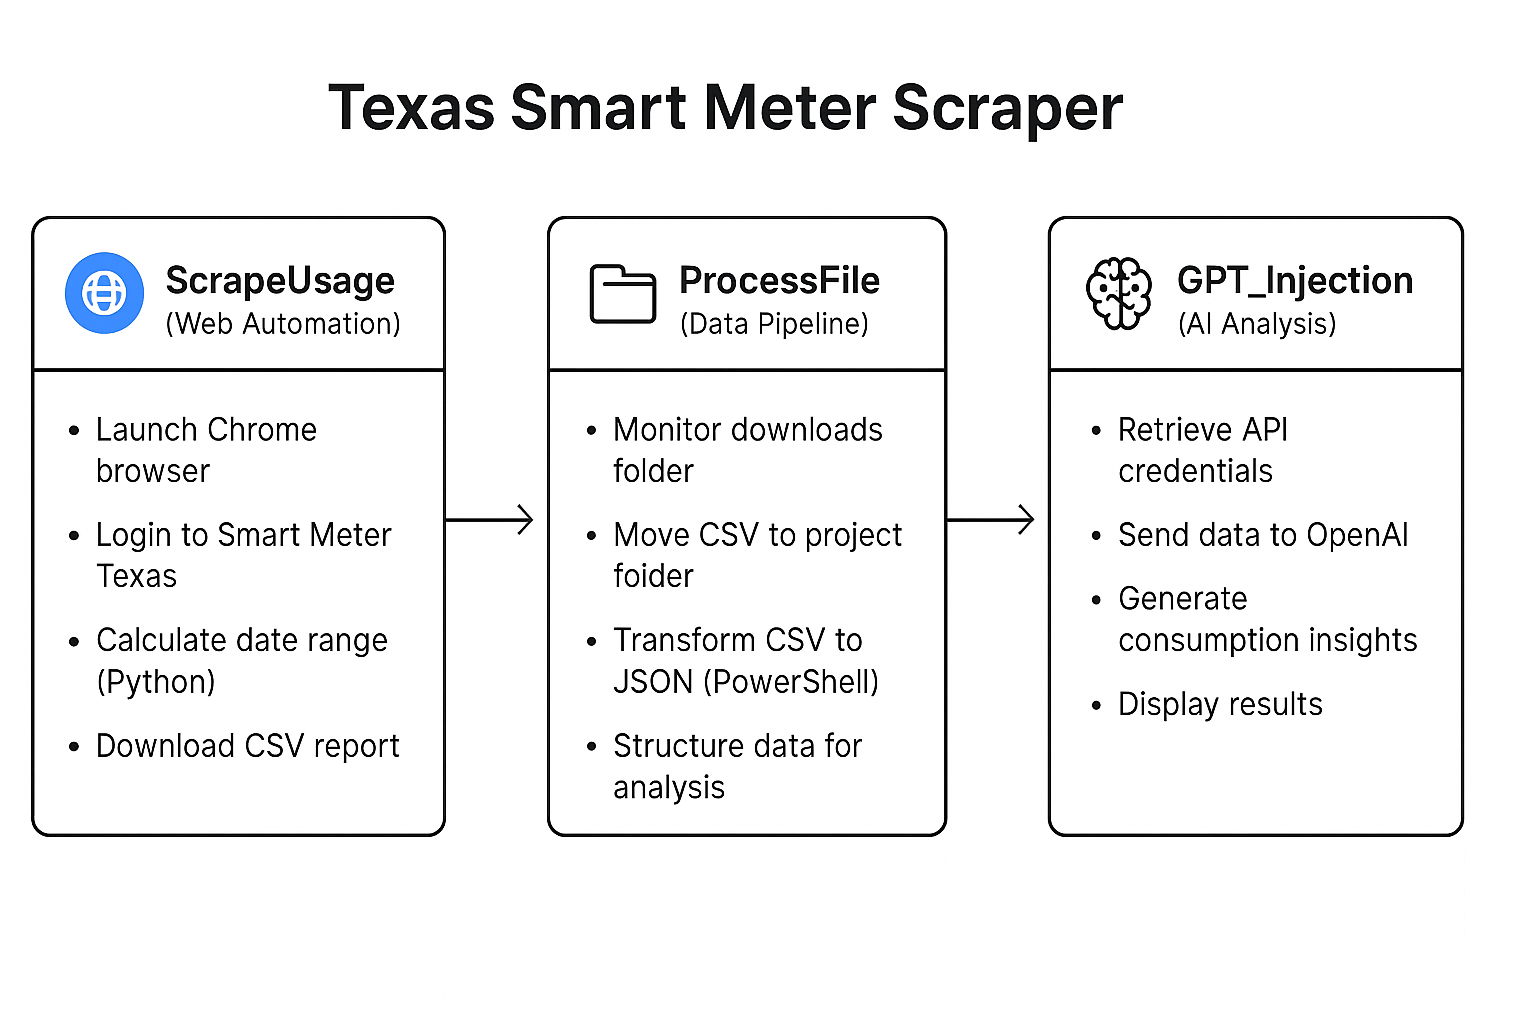 Texas Smart Meter Scraper
ScrapeUsage
(Web Automation)
• Launch Chrome
browser
• Login to Smart Meter
Texas
• Calculate date range
(Python)
• Download CSV report
ProcessFile
(Data Pipeline)
• Monitor downloads
folder
• Move CSV to project
foider
• Transform CSV to
JSON (PowerShell)
• Structure data for
analysis
GPT_Injection
(AI Analysis)
• Retrieve API
credentials
• Send data to OpenAI
• Generate
consumption insights
• Display results